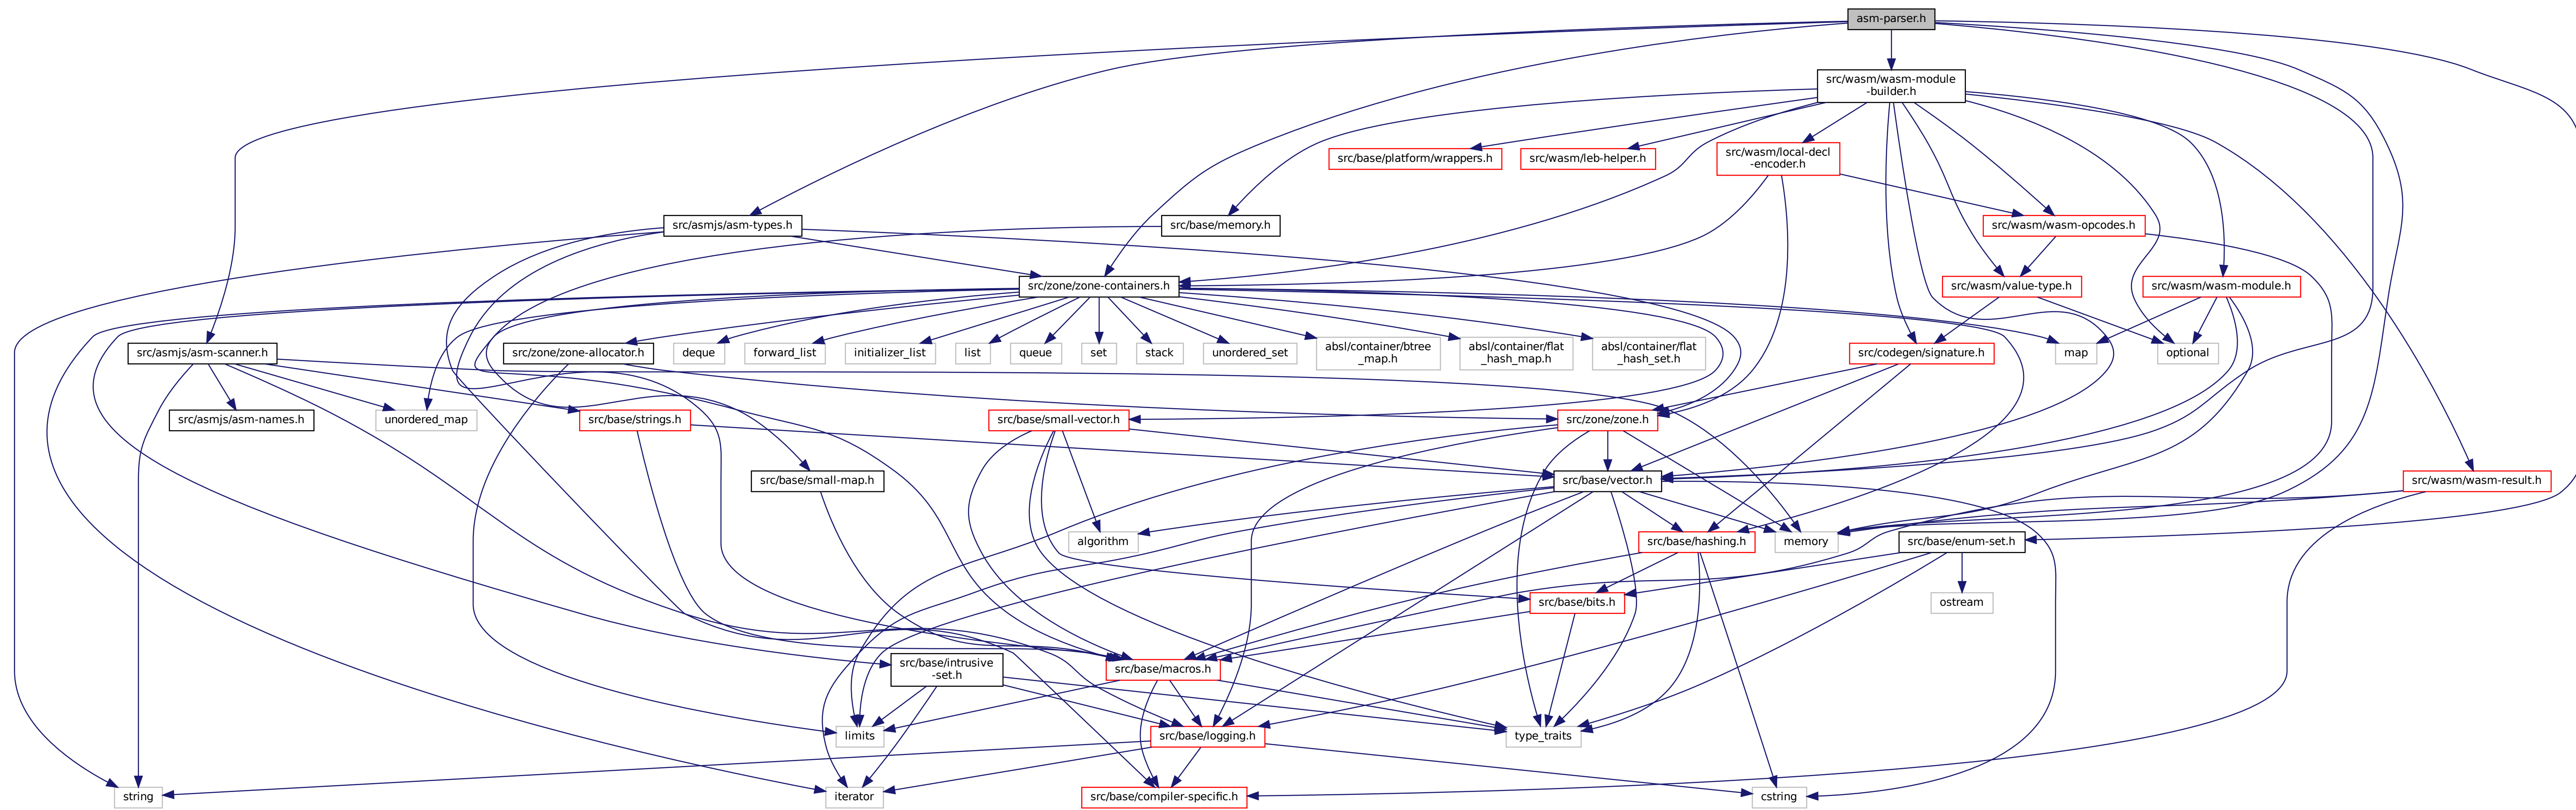 asm-parser.h
src/wasm/wasm-module
-builder.h
src/base/platform/wrappers.h
src/wasm/leb-helper.h
src/wasm/local-decl
-encoder.h
src/asmjs/asm-types.h
src/base/memory.h
src/wasm/wasm-opcodes.h
src/zone/zone-containers.h
src/wasm/value-type.h
src/wasm/wasm-module.h
src/asmjs/asm-scanner.h
src/zone/zone-allocator.h
deque
forward_list
initializer_list
list
queue
set
stack
unordered_set
absl/container/btree
_map.h
absl/container/flat
_hash_map.h
absl/container/flat
_hash_set.h
src/codegen/signature.h
map
optional
src/asmjs/asm-names.h
unordered_map
src/base/strings.h
src/base/small-vector.h
src/zone/zone.h
src/base/small-map.h
src/base/vector.h
src/wasm/wasm-result.h
algorithm
src/base/hashing.h
memory
src/base/enum-set.h
src/base/bits.h
ostream
src/base/intrusive
-set.h
src/base/macros.h
limits
src/base/logging.h
type_traits
string
iterator
src/base/compiler-specific.h
cstring